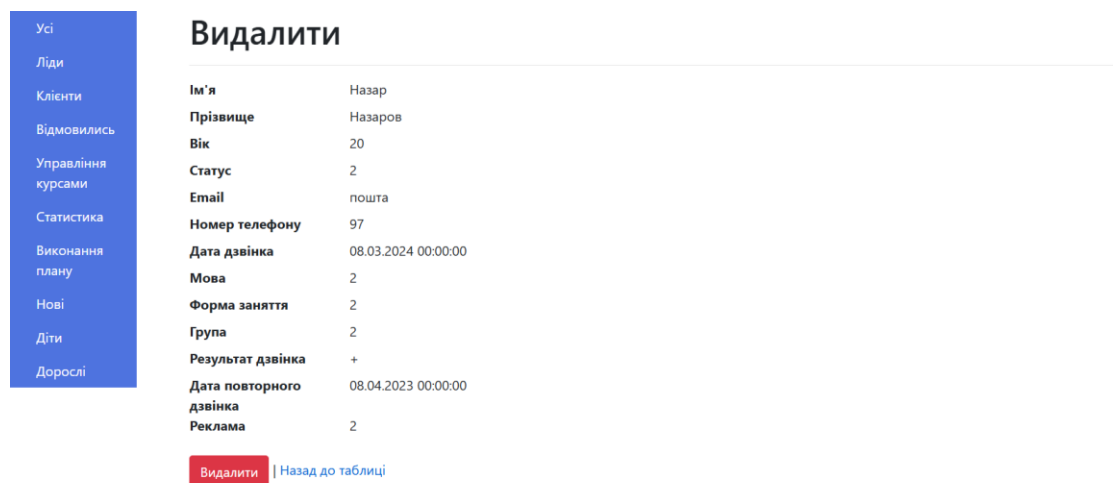 Усі
Ліди
Клієнти
Відмовились
Управління
курсами
Статистика
Виконання
плану
Нові
Діти
Дорослі
Видалити
Ім'я Назар
Прізвище Назаров
Вік 20
Статус 2
Email пошта
Номер телефону 97
Дата дзвінка 08.03.2024 00:00:00
Мова 2
Форма заняття 2
Група 2
Результат дзвінка +
Дата повторного 08.04.2023 00:00:00
дзвінка
Реклама 2
Видалити | Назад до таблиці